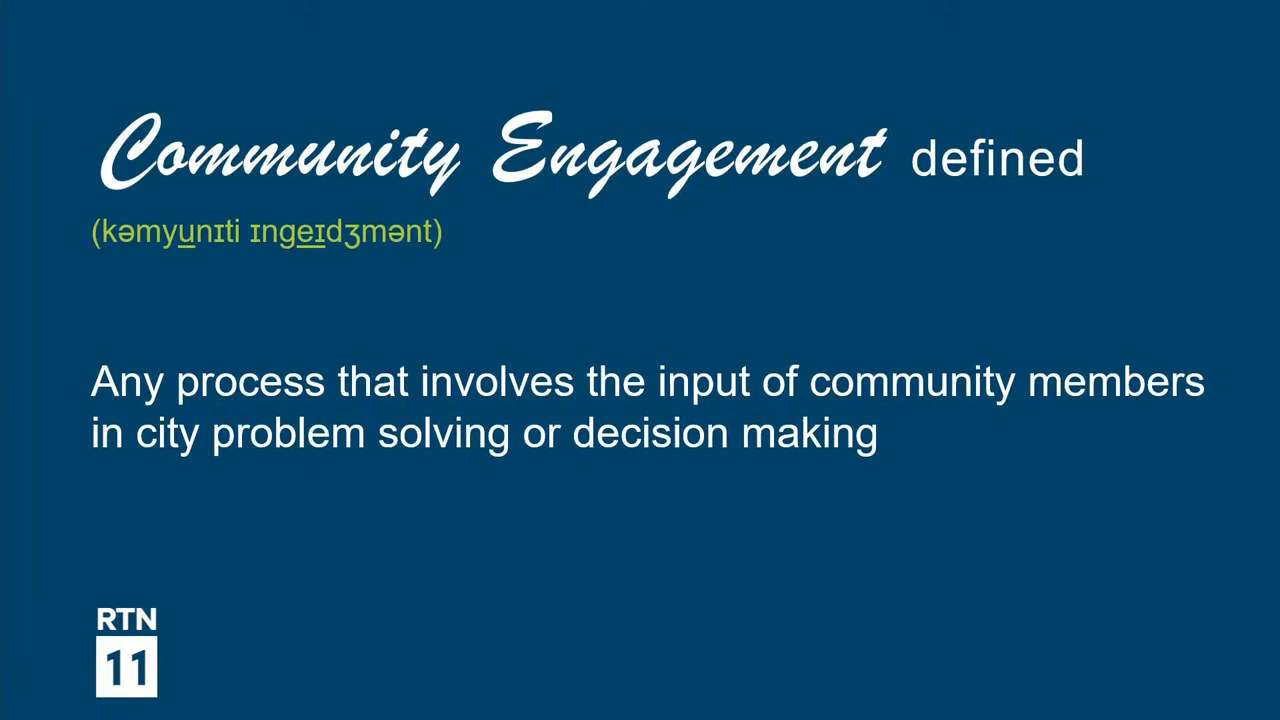 Community Engagement defined
(kəmyunɪti ɪngeɪdʒmənt)
Any process that involves the input of community members
in city problem solving or decision making
RTN
11